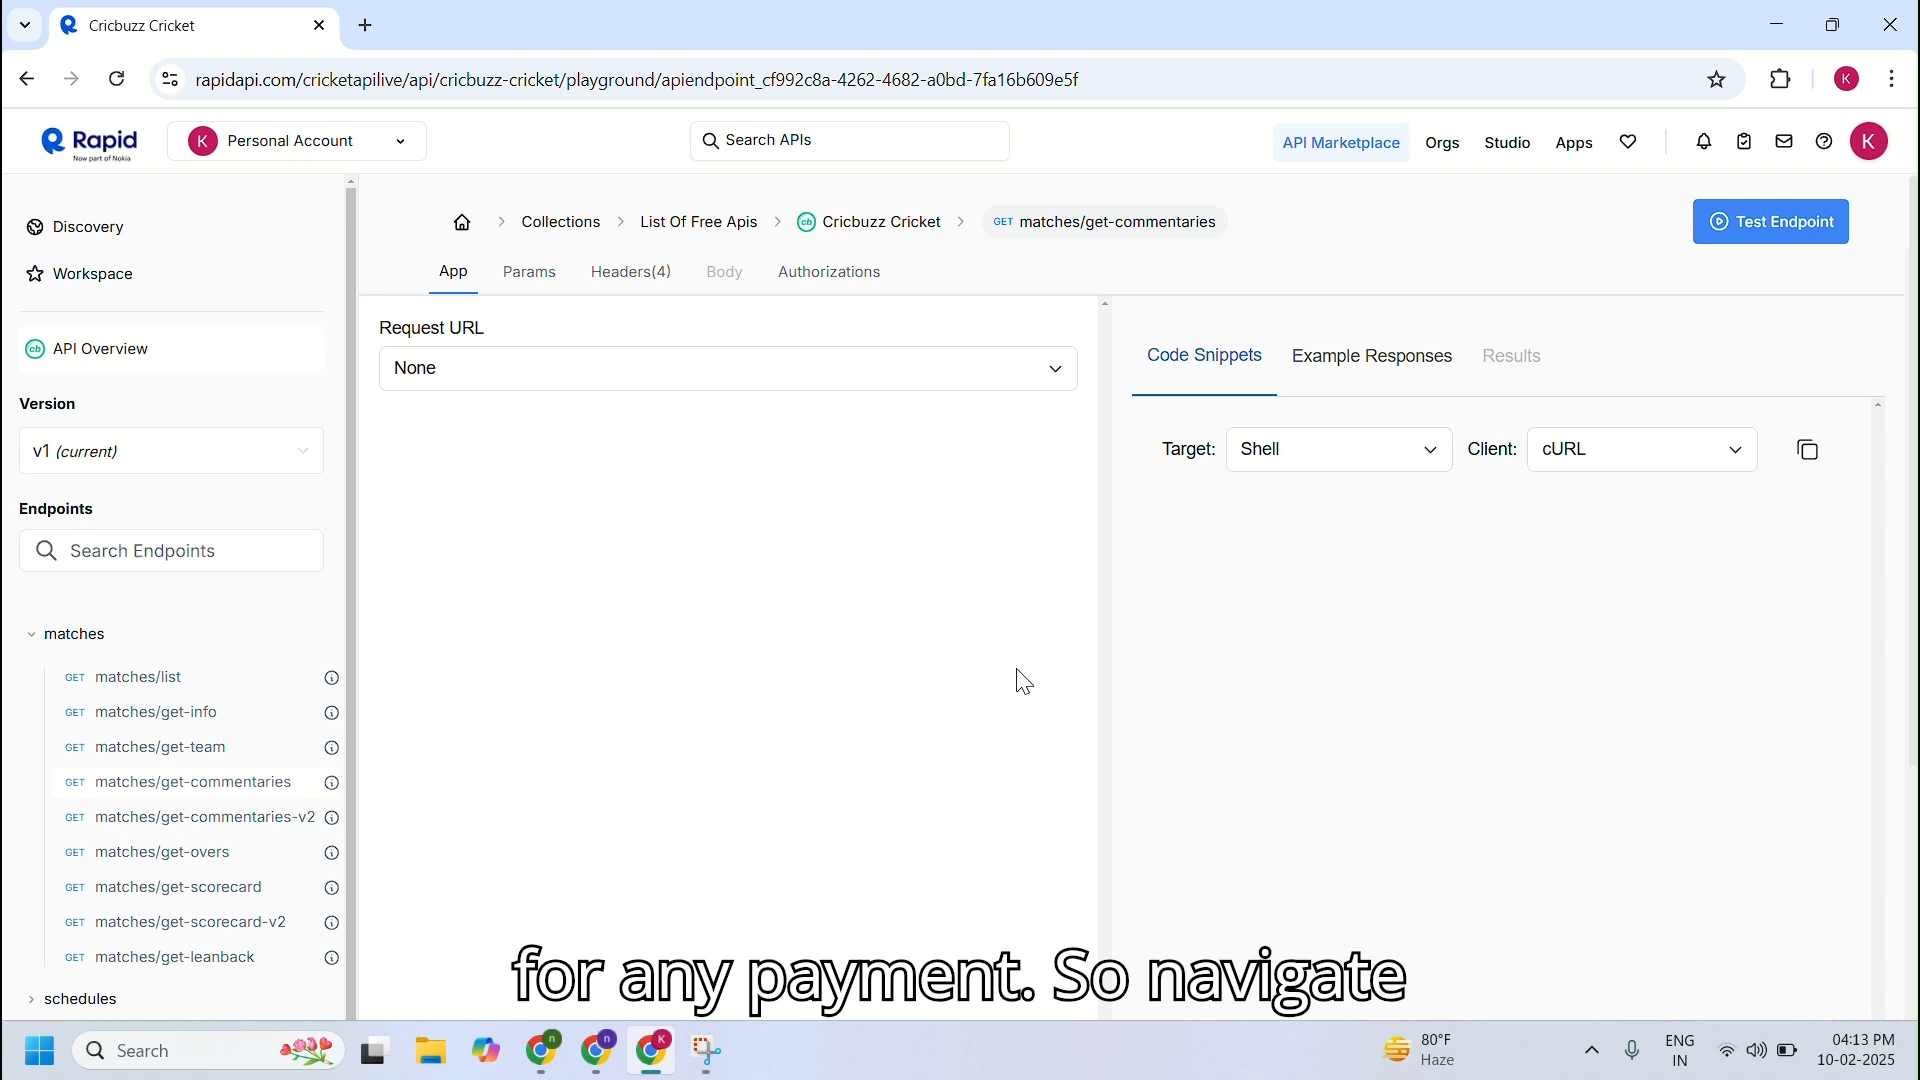 Cricbuzz Cricket
rapidapi.com/cricketapilive/api/cricbuzz-cricket/playground/apiendpoint_cf992c8a-4262-4682-a0bd-7fa16b609e5f
K
Rapid
Now part of Nokia
K Personal Account
Search APIs
API Marketplace Orgs Studio Apps
K
Discovery
Workspace
cb API Overview
Version
v1 (current)
Endpoints
Search Endpoints
matches
GET matches/list
GET matches/get-info
GET matches/get-team
GET matches/get-commentaries
GET matches/get-commentaries-v2
GET matches/get-overs
GET matches/get-scorecard
GET matches/get-scorecard-v2
GET matches/get-leanback
schedules
Collections List Of Free Apis cb Cricbuzz Cricket GET matches/get-commentaries
Test Endpoint
App Params Headers(4) Body Authorizations
Request URL
None
Code Snippets Example Responses Results
Target: Shell Client: cURL
for any payment. So navigate
Search
n n K
80°F
Haze
ENG
IN
04:13 PM
10-02-2025